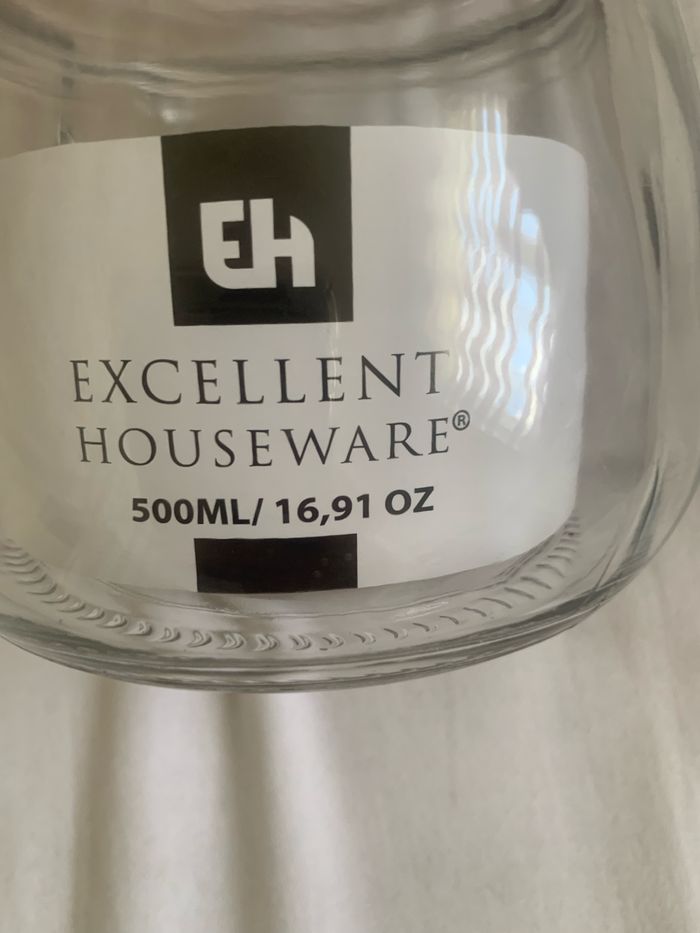 EH
EXCELLENT
HOUSEWARE®
500ML/ 16,91 OZ